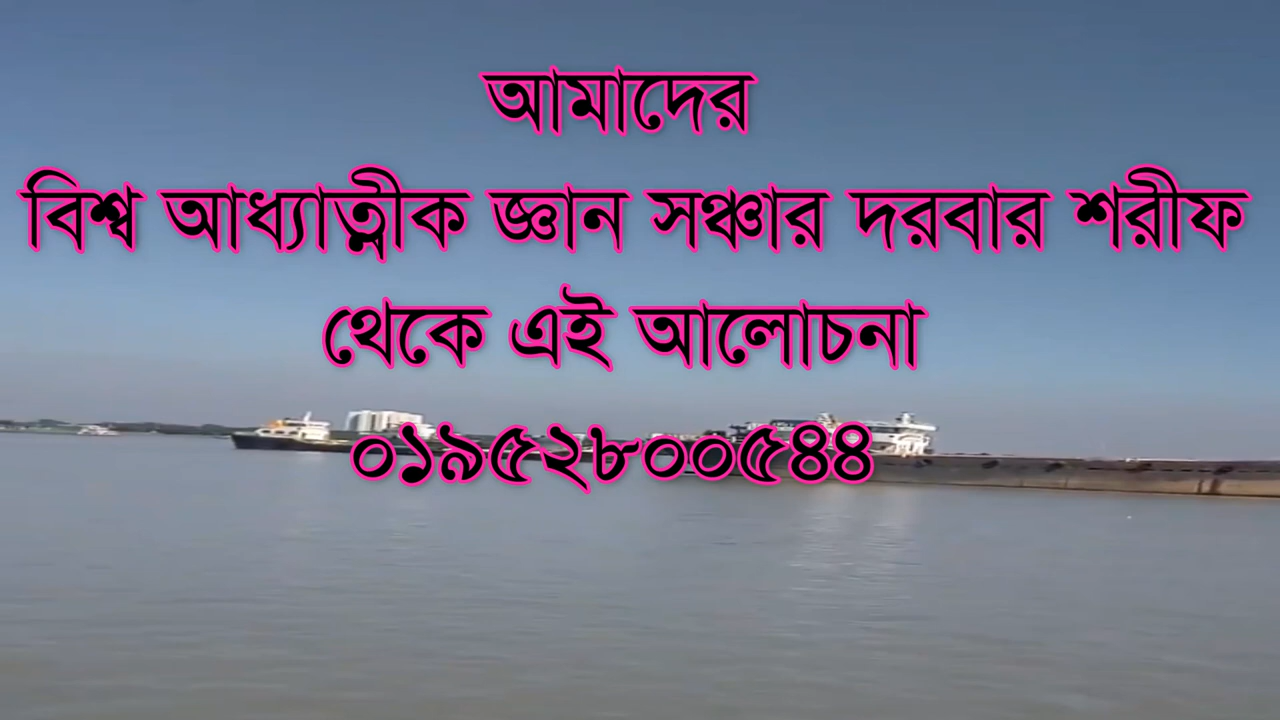 আমাদের
বিশ্ব আধ্যাত্নীক জ্ঞান সঞ্চার দরবার শরীফ
থেকে এই আলোচনা
০১৯৫২৮০০৫৪৪